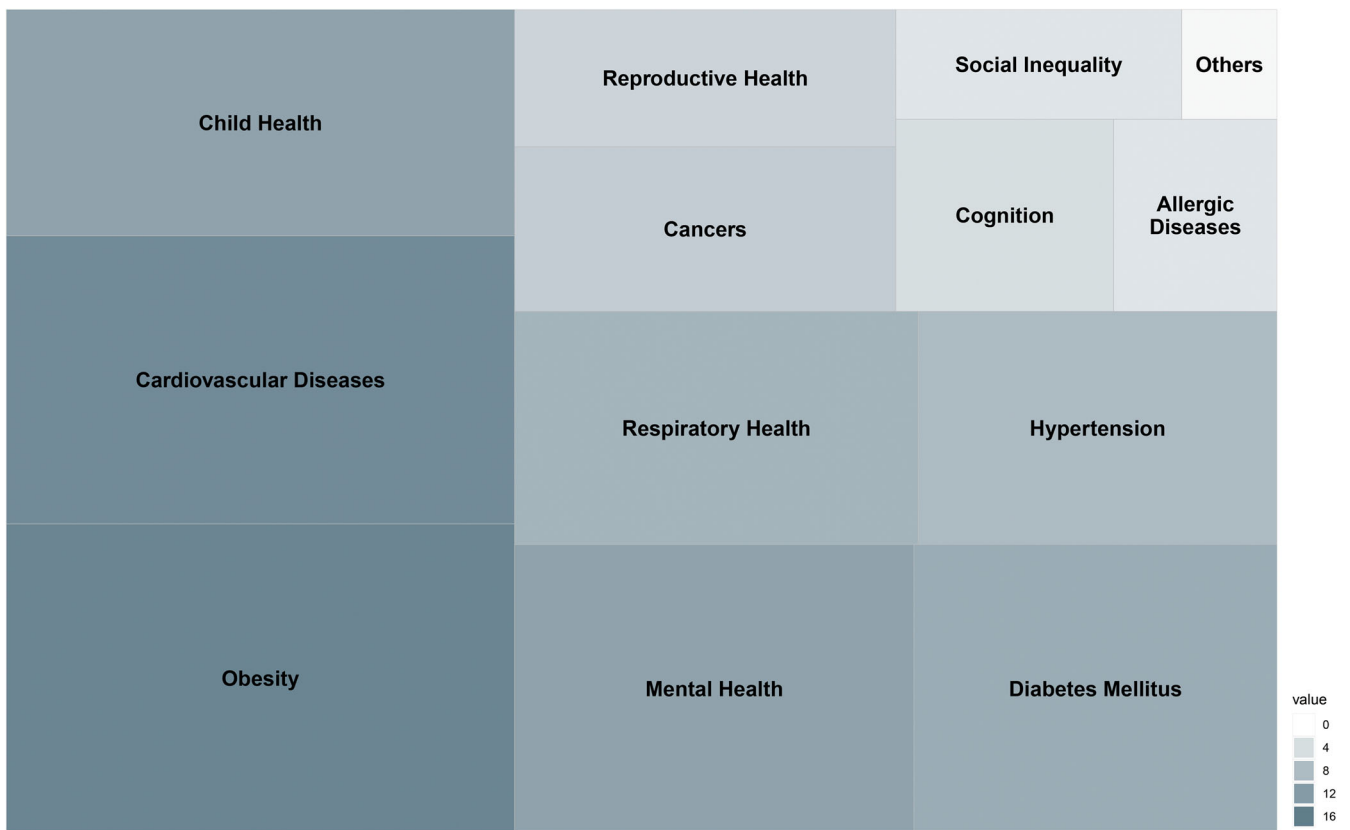 Child Health
Reproductive Health
Social Inequality
Others
Cancers
Cognition
Allergic
Diseases
Cardiovascular Diseases
Respiratory Health
Hypertension
Obesity
Mental Health
Diabetes Mellitus
value
0
4
8
12
16